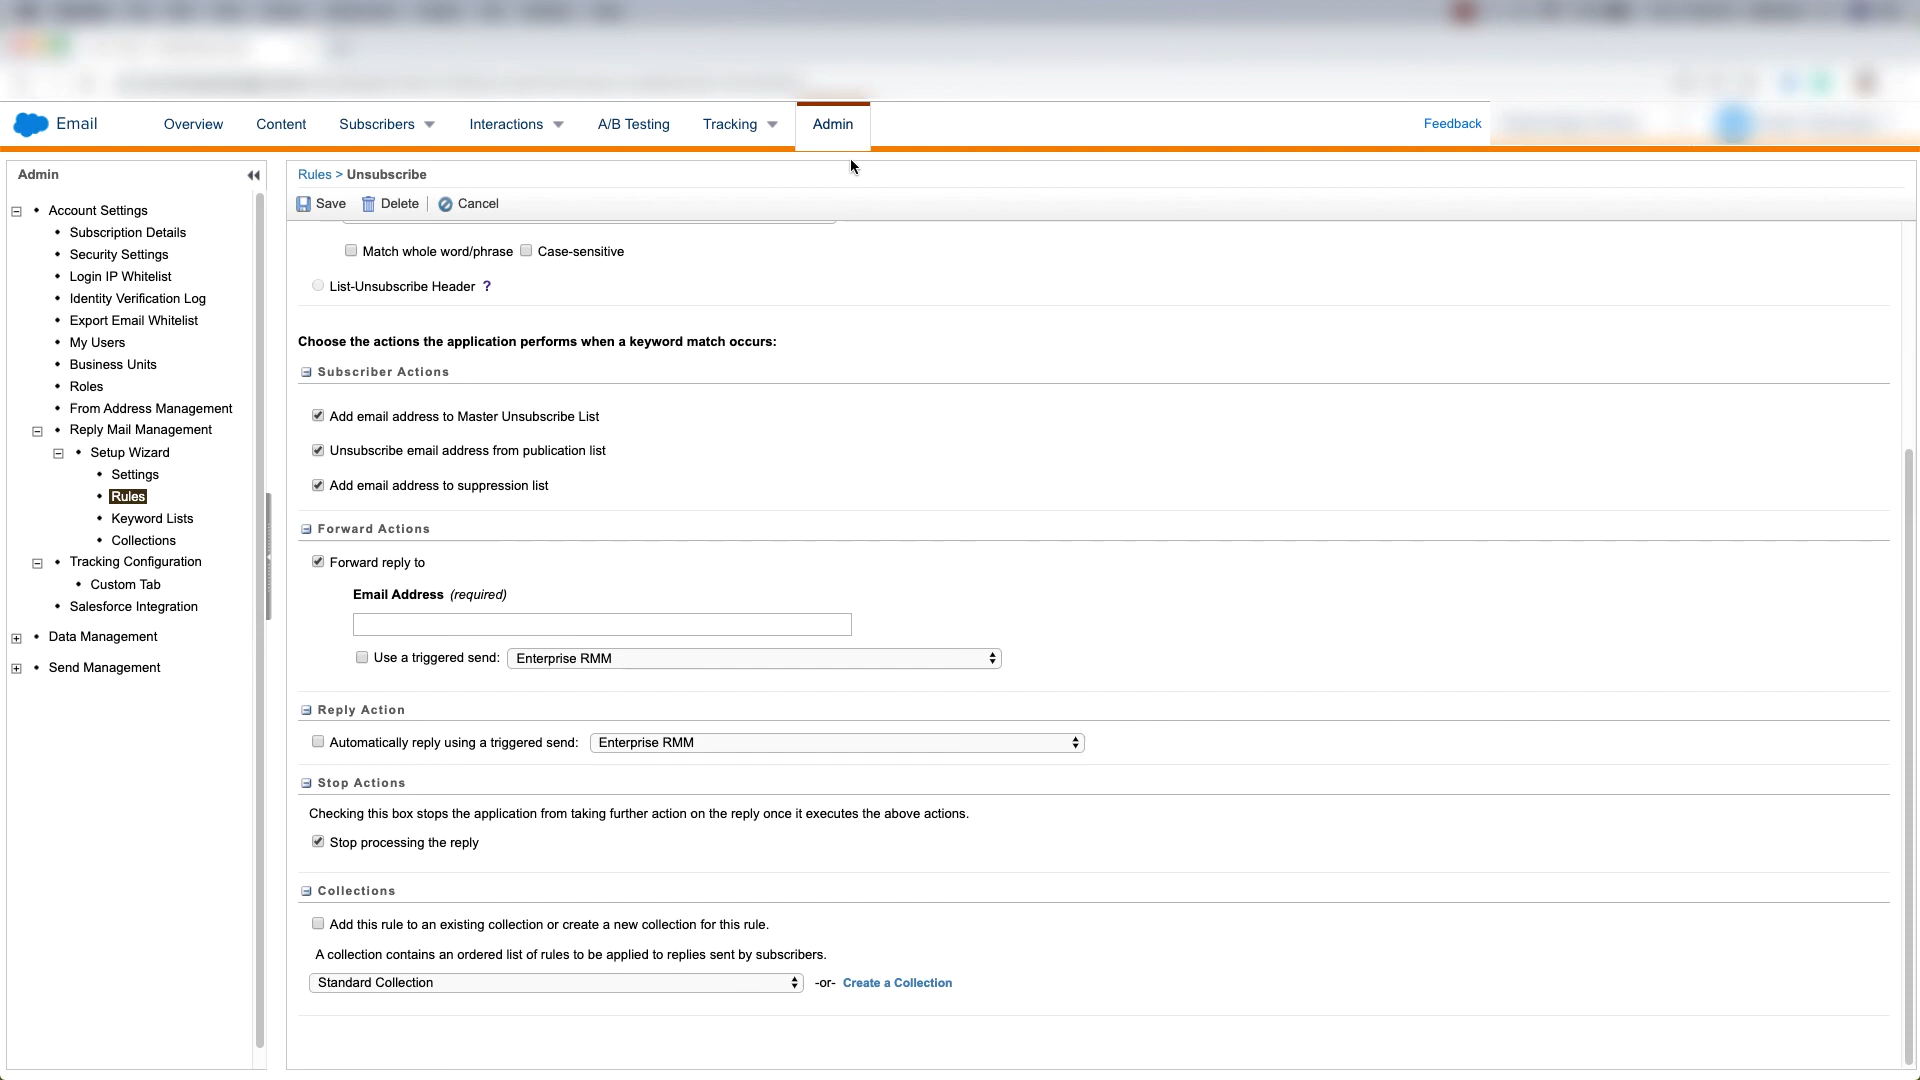 Email
Overview
Content
Subscribers
Interactions
A/B Testing
Tracking
Admin
Feedback
Admin
Account Settings
Subscription Details
Security Settings
Login IP Whitelist
Identity Verification Log
Export Email Whitelist
My Users
Business Units
Roles
From Address Management
Reply Mail Management
Setup Wizard
Settings
Rules
Keyword Lists
Collections
Tracking Configuration
Custom Tab
Salesforce Integration
Data Management
Send Management
Rules > Unsubscribe
Save Delete Cancel
Match whole word/phrase Case-sensitive
List-Unsubscribe Header ?
Choose the actions the application performs when a keyword match occurs:
Subscriber Actions
Add email address to Master Unsubscribe List
Unsubscribe email address from publication list
Add email address to suppression list
Forward Actions
Forward reply to
Email Address (required)
Use a triggered send: Enterprise RMM
Reply Action
Automatically reply using a triggered send: Enterprise RMM
Stop Actions
Checking this box stops the application from taking further action on the reply once it executes the above actions.
Stop processing the reply
Collections
Add this rule to an existing collection or create a new collection for this rule.
A collection contains an ordered list of rules to be applied to replies sent by subscribers.
Standard Collection -or- Create a Collection